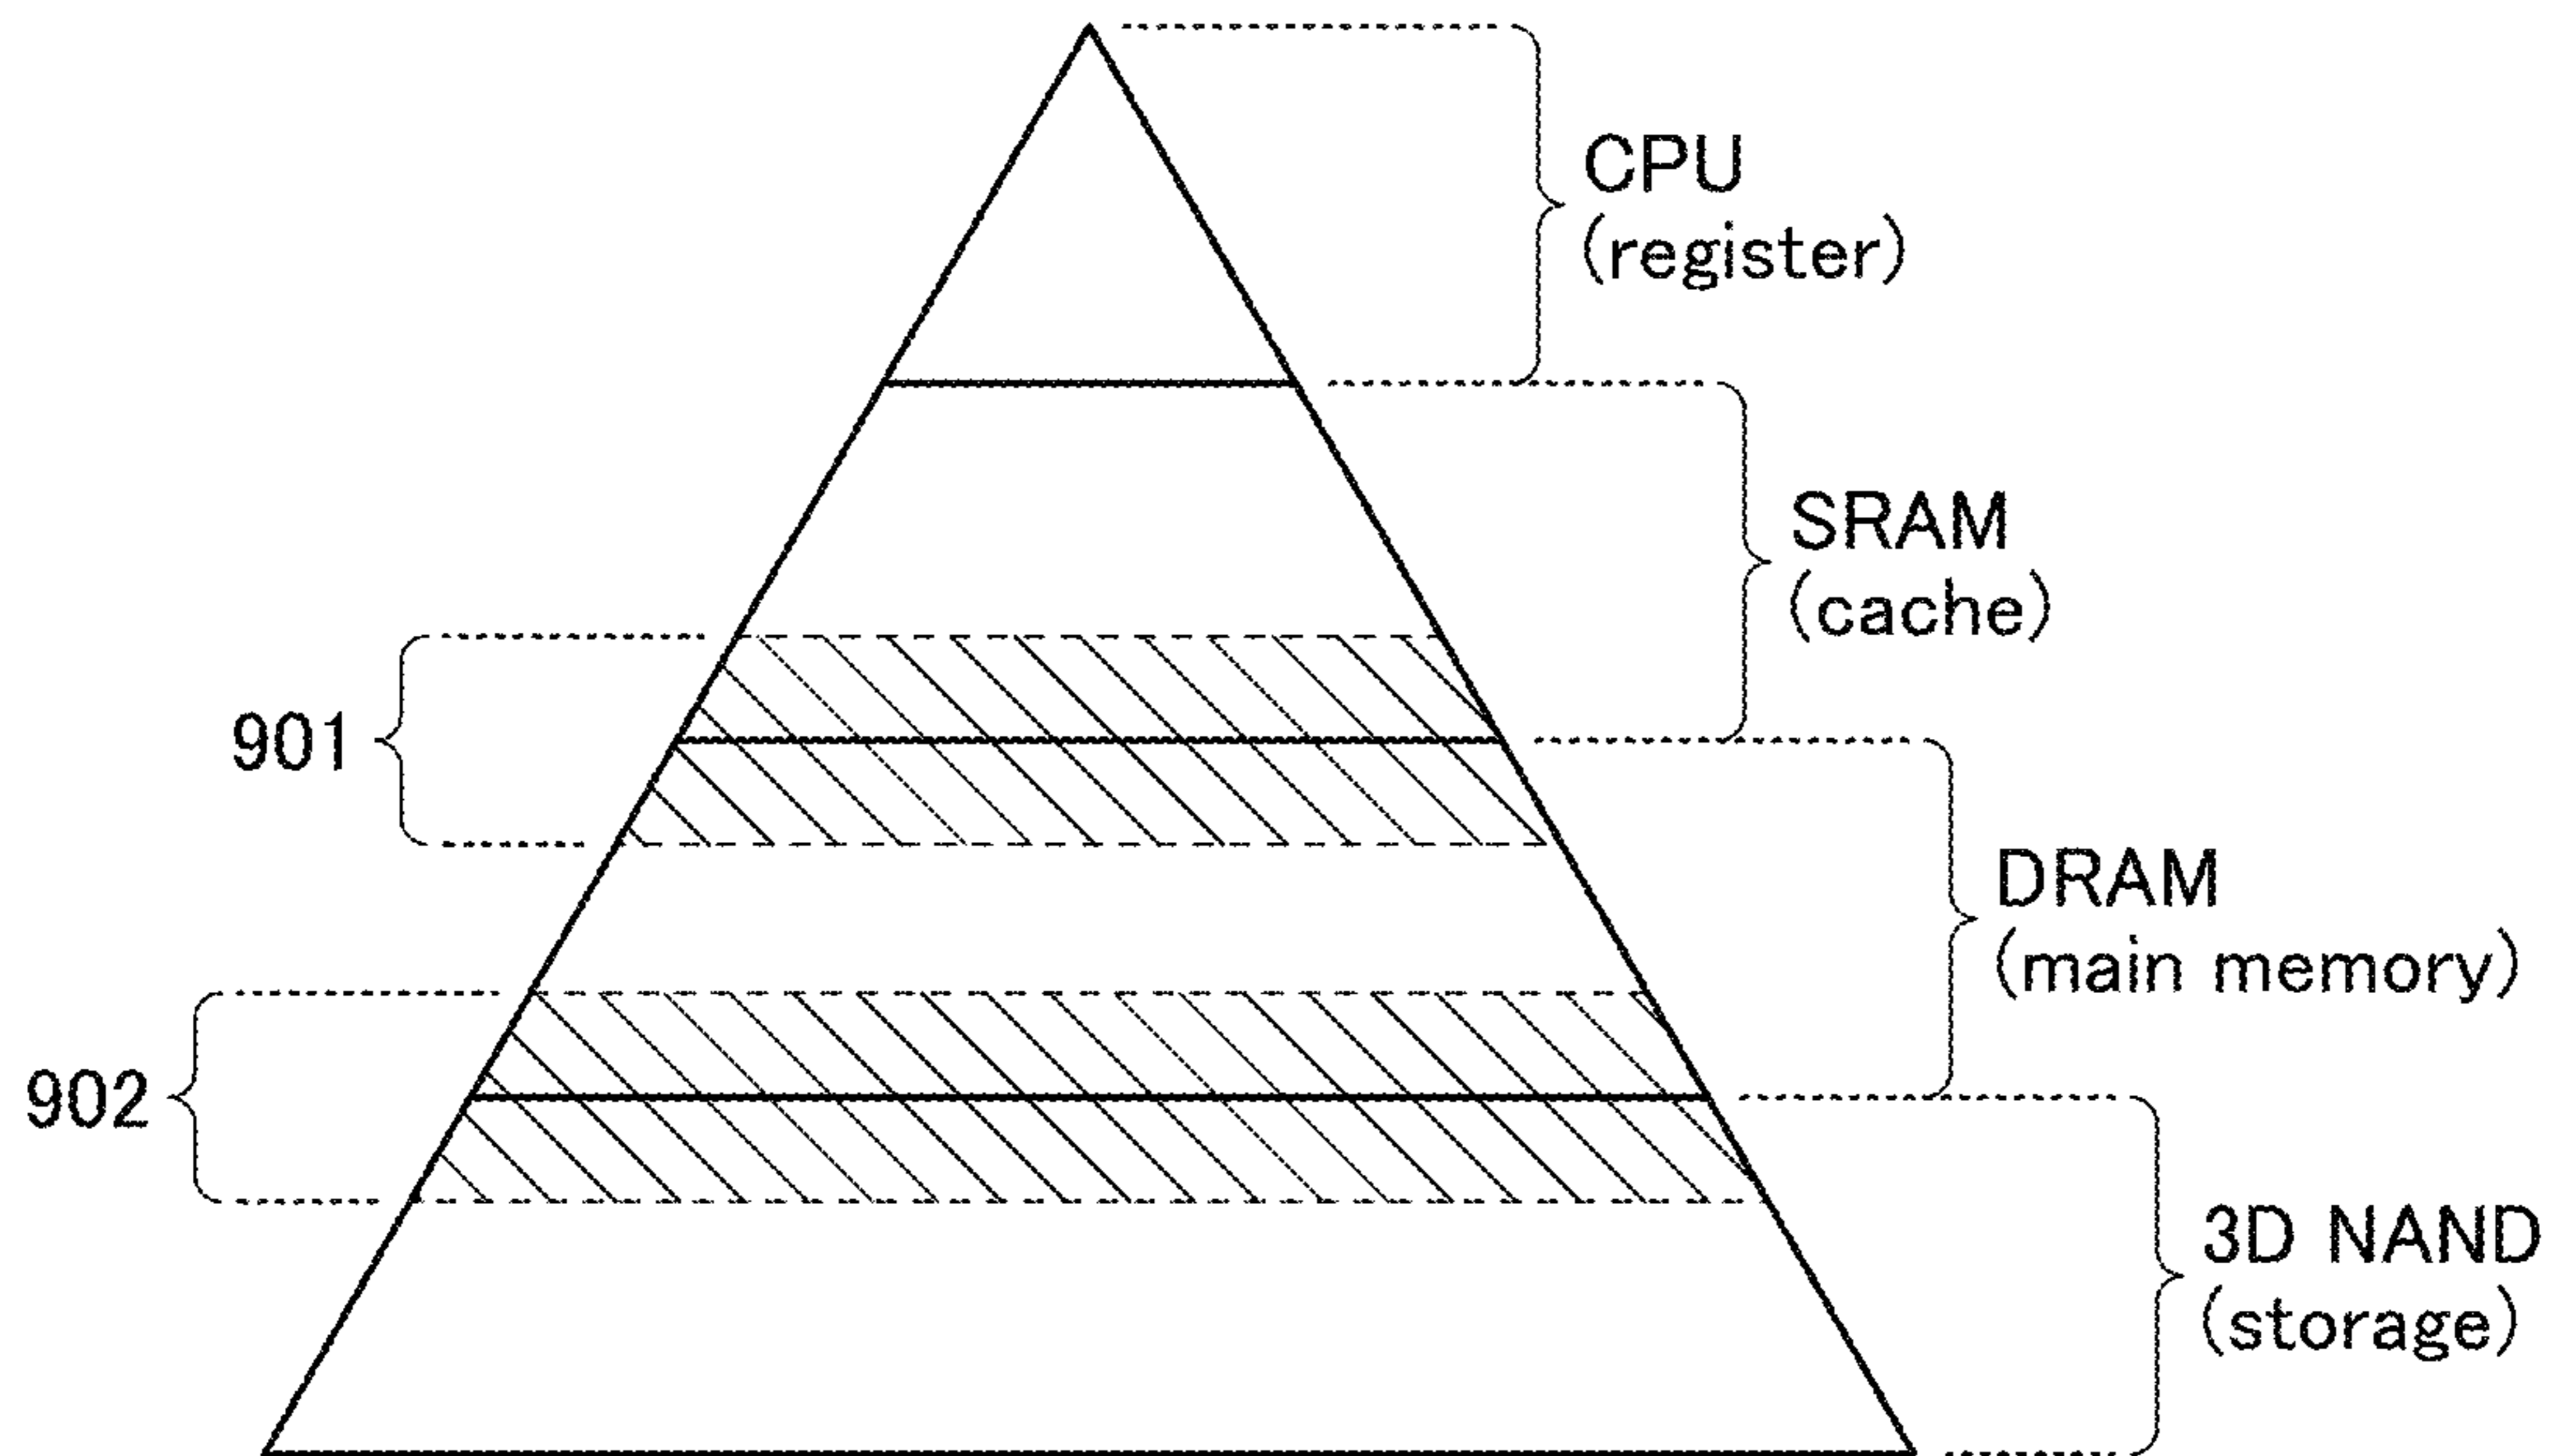 CPU
(register)
SRAM
(cache)
901
DRAM
(main memory)
902
3D NAND
(storage)